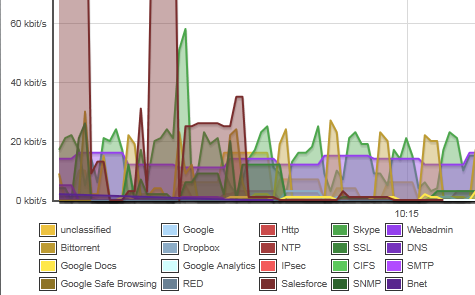 60 kbit/s
40 kbit/s
20 kbit/s
0 kbit/s
10:15
unclassified Google Http Skype Webadmin
Bittorrent Dropbox NTP SSL DNS
Google Docs Google Analytics IPsec CIFS SMTP
Google Safe Browsing RED Salesforce SNMP Bnet